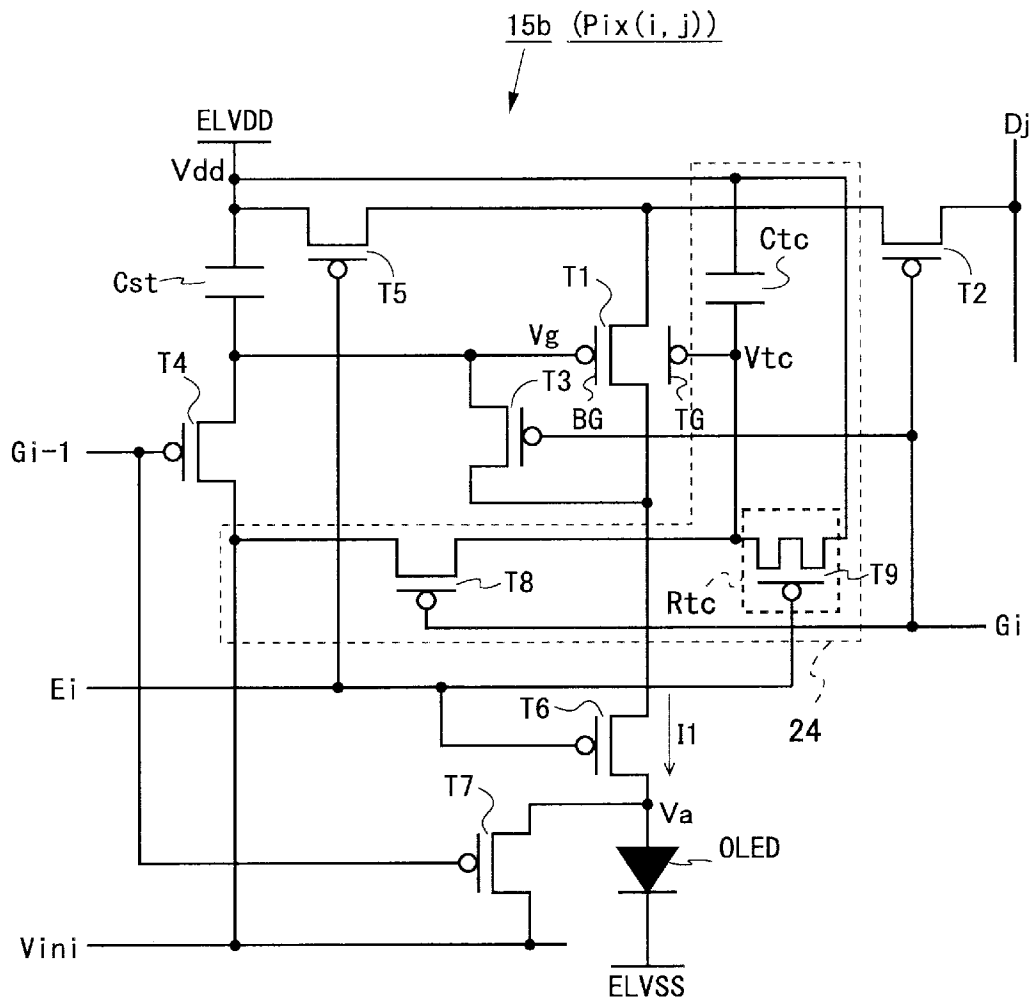 15b (Pix(i,j))
ELVDD
Dj
Vdd
Ctc
Cst
T5
T1
T2
Vg
Vtc
T4
T3
BG
TG
Gi-1
T8
T9
Rtc
Gi
Ei
T6
I1
24
T7
Va
OLED
Vini
ELVSS